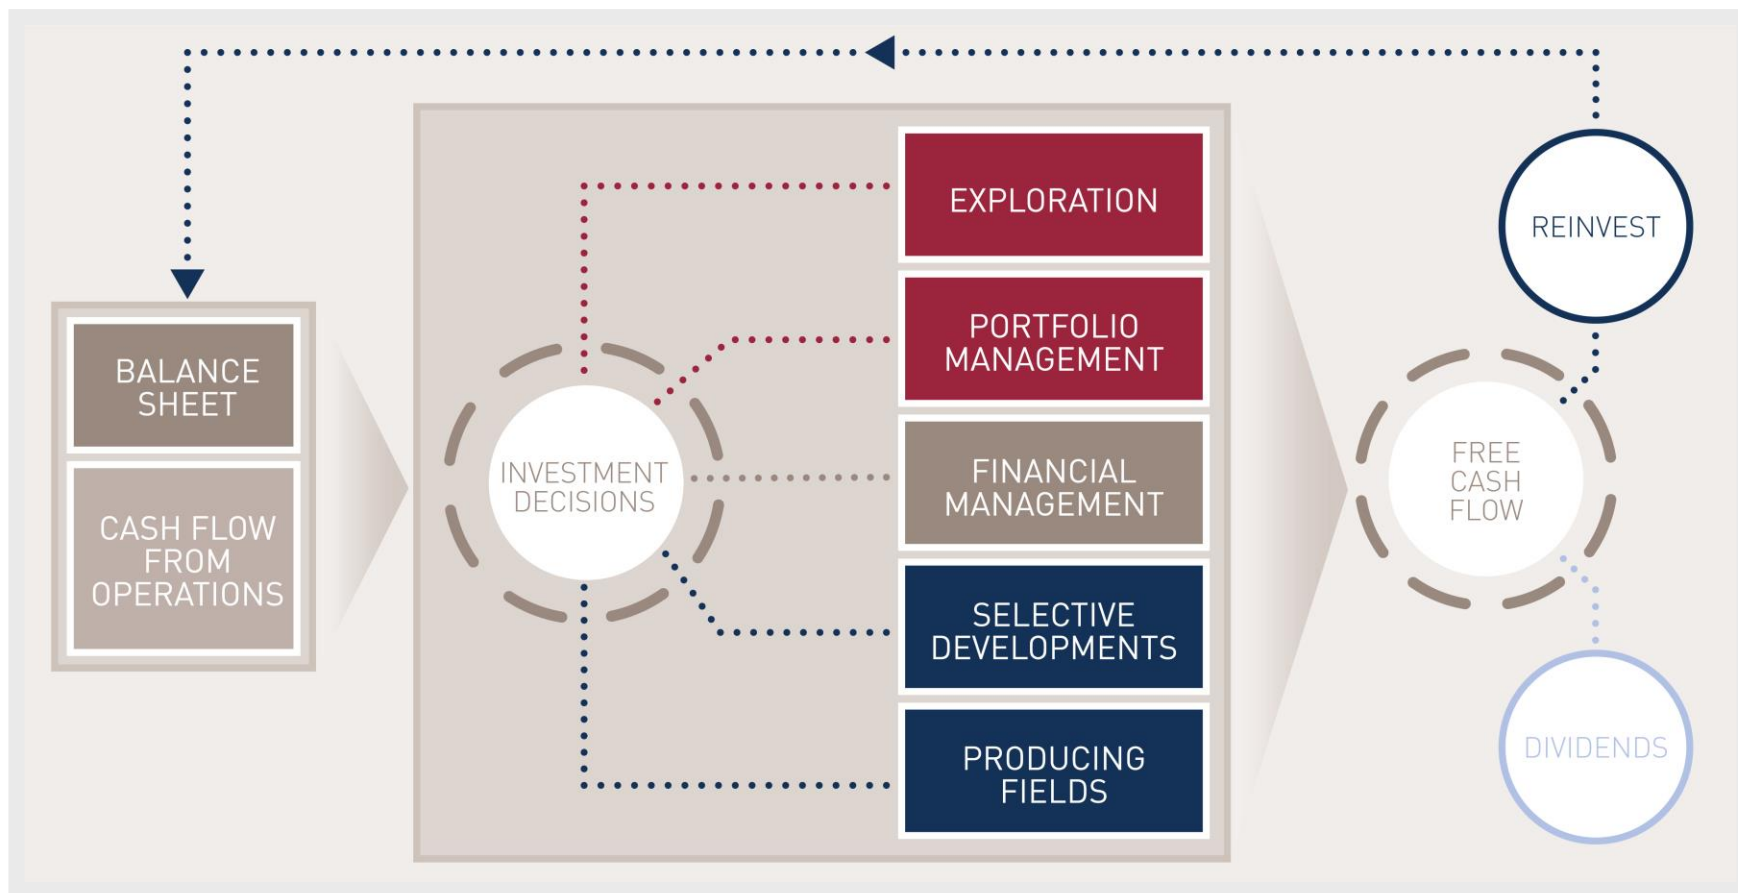 BALANCE
SHEET
CASH FLOW
FROM
OPERATIONS
INVESTMENT
DECISIONS
EXPLORATION
PORTFOLIO
MANAGEMENT
FINANCIAL
MANAGEMENT
SELECTIVE
DEVELOPMENTS
PRODUCING
FIELDS
FREE
CASH
FLOW
REINVEST
DIVIDENDS